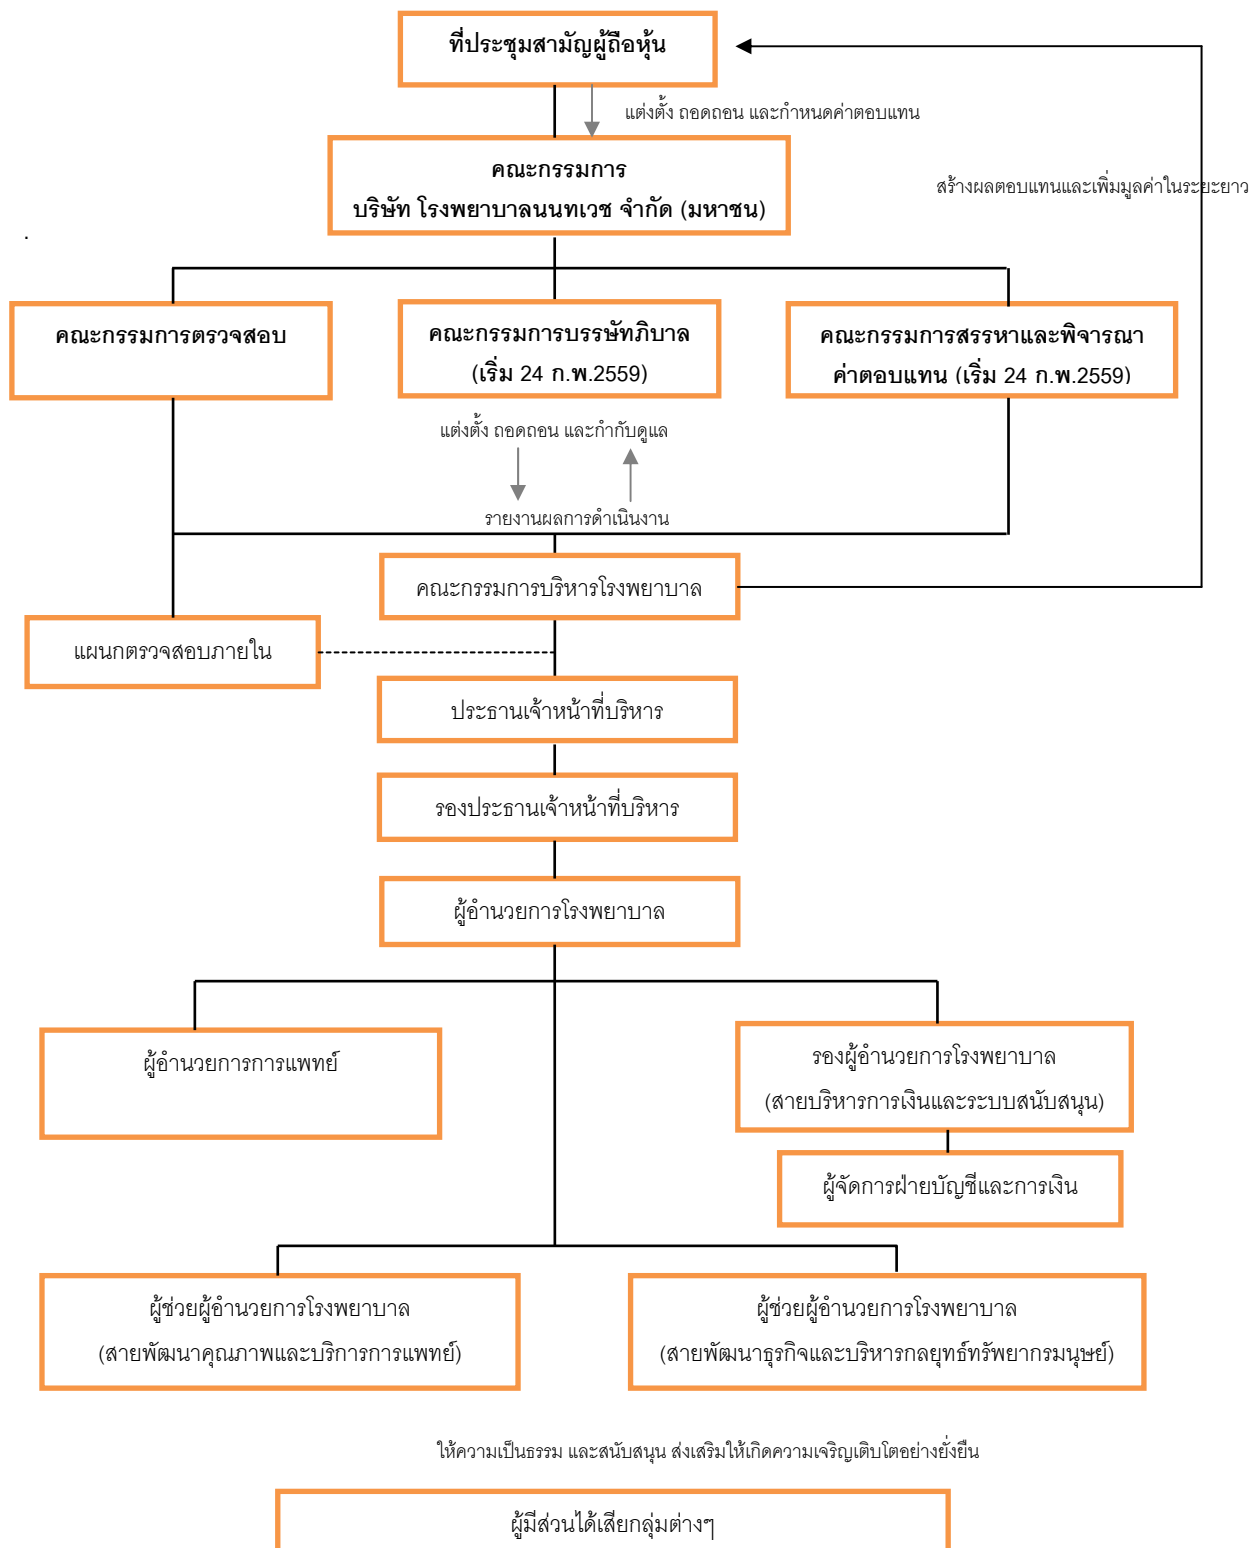 ที่ประชุมสามัญผู้ถือหุ้น
แต่งตั้ง ถอดถอน และกำหนดค่าตอบแทน
คณะกรรมการ
บริษัท โรงพยาบาลนนทเวช จำกัด (มหาชน)
สร้างผลตอบแทนและเพิ่มมูลค่าในระยะยาว
.
คณะกรรมการตรวจสอบ
คณะกรรมการบรรษัทภิบาล
(เริ่ม 24 ก.พ.2559)
คณะกรรมการสรรหาและพิจารณา
ค่าตอบแทน (เริ่ม 24 ก.พ.2559)
แต่งตั้ง ถอดถอน และกำกับดูแล
รายงานผลการดำเนินงาน
คณะกรรมการบริหารโรงพยาบาล
แผนกตรวจสอบภายใน
ประธานเจ้าหน้าที่บริหาร
รองประธานเจ้าหน้าที่บริหาร
ผู้อำนวยการโรงพยาบาล
ผู้อำนวยการการแพทย์
รองผู้อำนวยการโรงพยาบาล
(สายบริหารการเงินและระบบสนับสนุน)
ผู้จัดการฝ่ายบัญชีและการเงิน
ผู้ช่วยผู้อำนวยการโรงพยาบาล
(สายพัฒนาคุณภาพและบริการการแพทย์)
ผู้ช่วยผู้อำนวยการโรงพยาบาล
(สายพัฒนาธุรกิจและบริหารกลยุทธ์ทรัพยากรมนุษย์)
ให้ความเป็นธรรม และสนับสนุน ส่งเสริมให้เกิดความเจริญเติบโตอย่างยั่งยืน
ผู้มีส่วนได้เสียกลุ่มต่างๆ